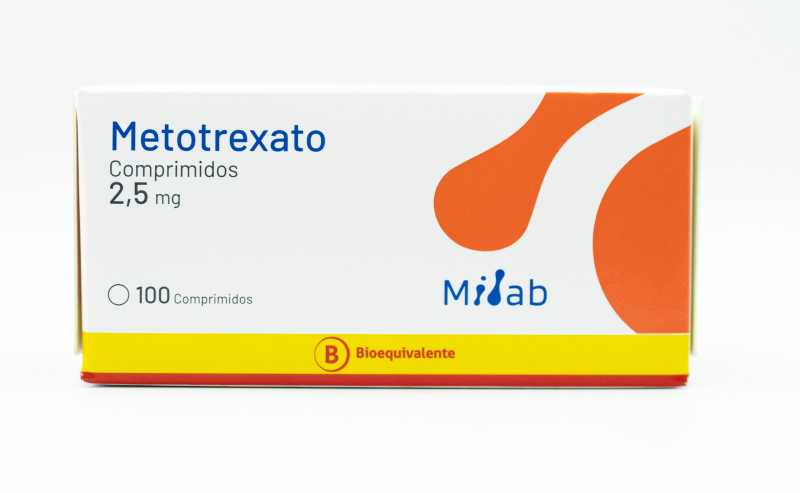 Metotrexato
Comprimidos
2,5 mg
100 Comprimidos
Milab
B Bioequivalente